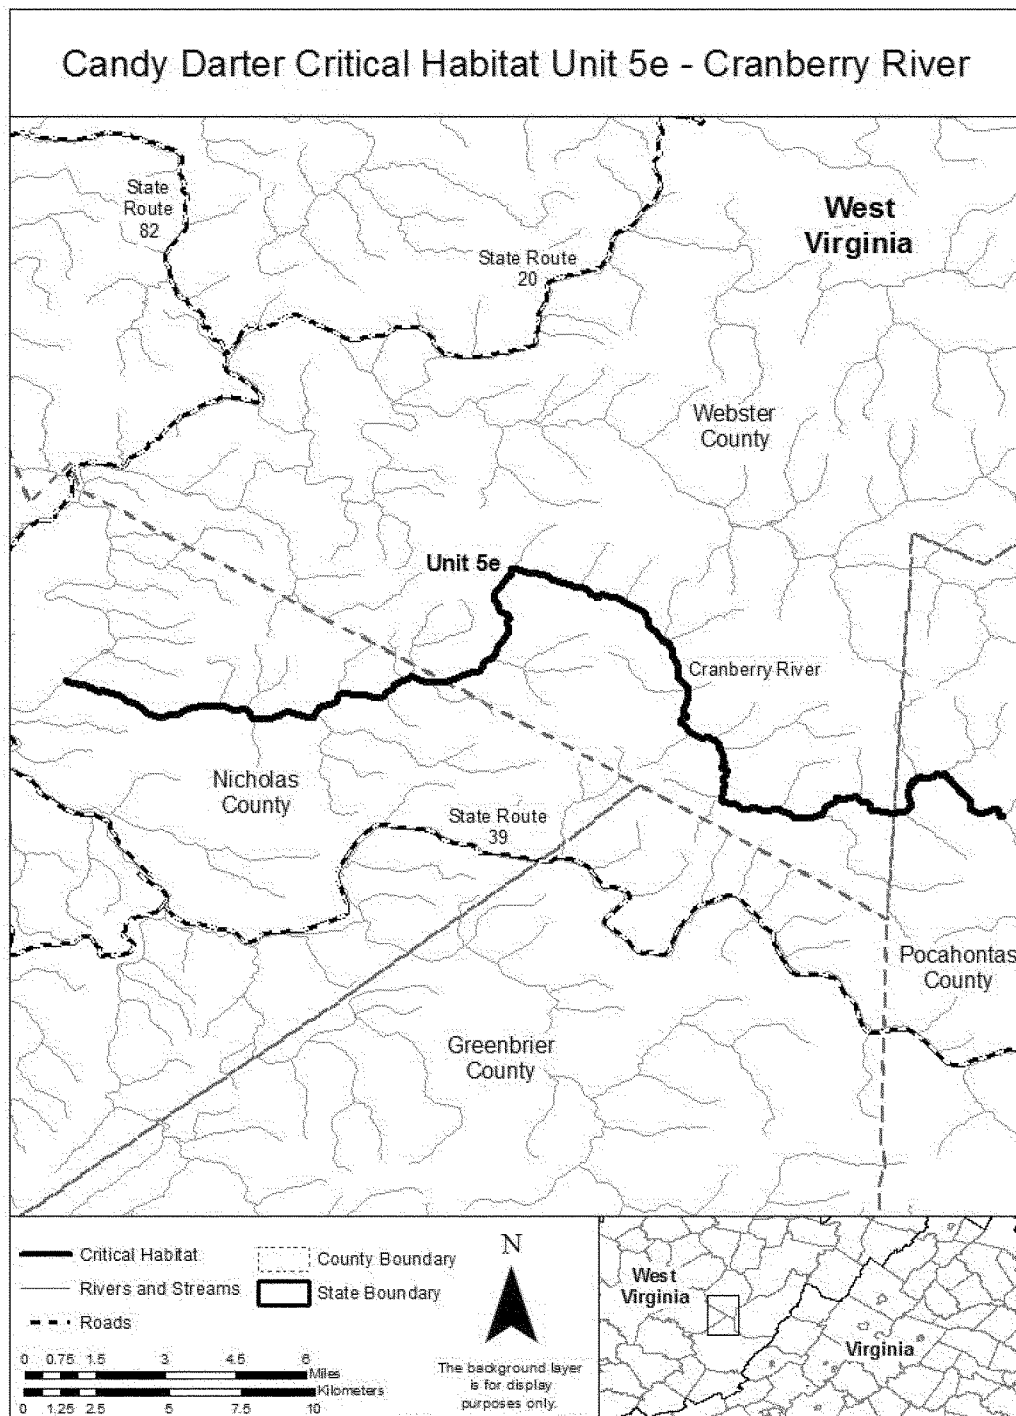 Candy Darter Critical Habitat Unit 5e - Cranberry River
State
Route
82
West
Virginia
State Route
20
Webster
County
Unit 5e
Cranberry River
Nicholas
County
State Route
39
Pocahontas
County
Greenbrier
County
Critical Habitat
Rivers and Streams
Roads
County Boundary
State Boundary
0 0.75 1.5 3 4.5 6
Miles
Kilometers
0 1.25 2.5 5 7.5 10
N
The background layer
is for display
purposes only.
West
Virginia
Virginia